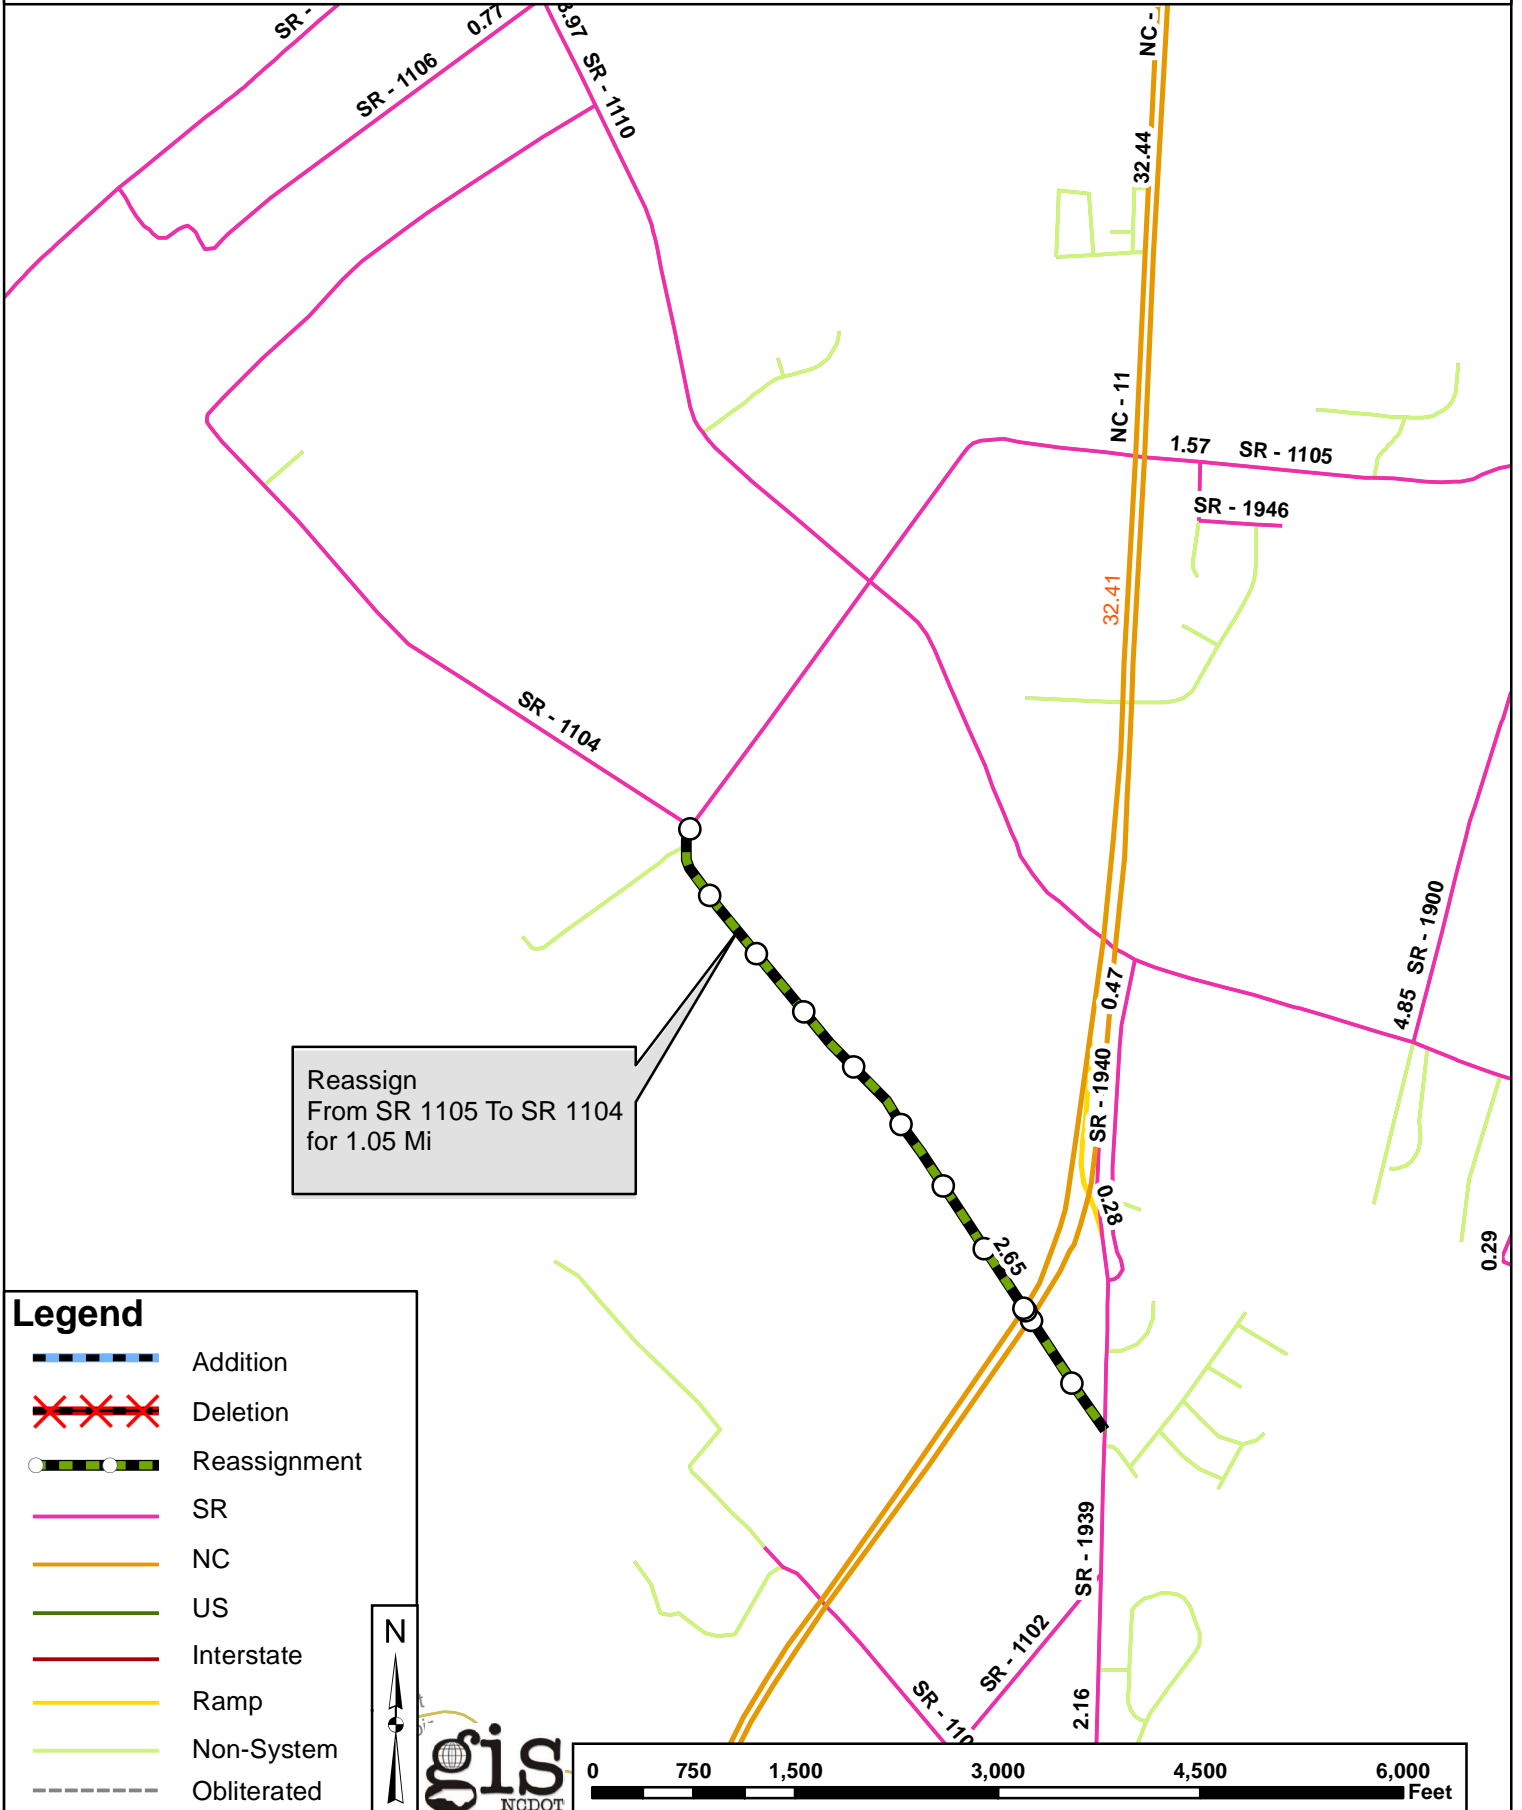 SR -
SR - 1106
0.77
SR - 1110
NC -
32.44
NC - 11
1.57
SR - 1105
SR - 1946
32.41
SR - 1104
SR - 1900
4.85
0.47
SR - 1940
0.28
0.29
2.65
Reassign
From SR 1105 To SR 1104
for 1.05 Mi
SR - 1939
SR - 1102
SR - 110
2.16
Legend
Addition
Deletion
Reassignment
SR
NC
US
Interstate
Ramp
Non-System
Obliterated
N
gis
NCDOT
0 750 1,500 3,000 4,500 6,000
Feet